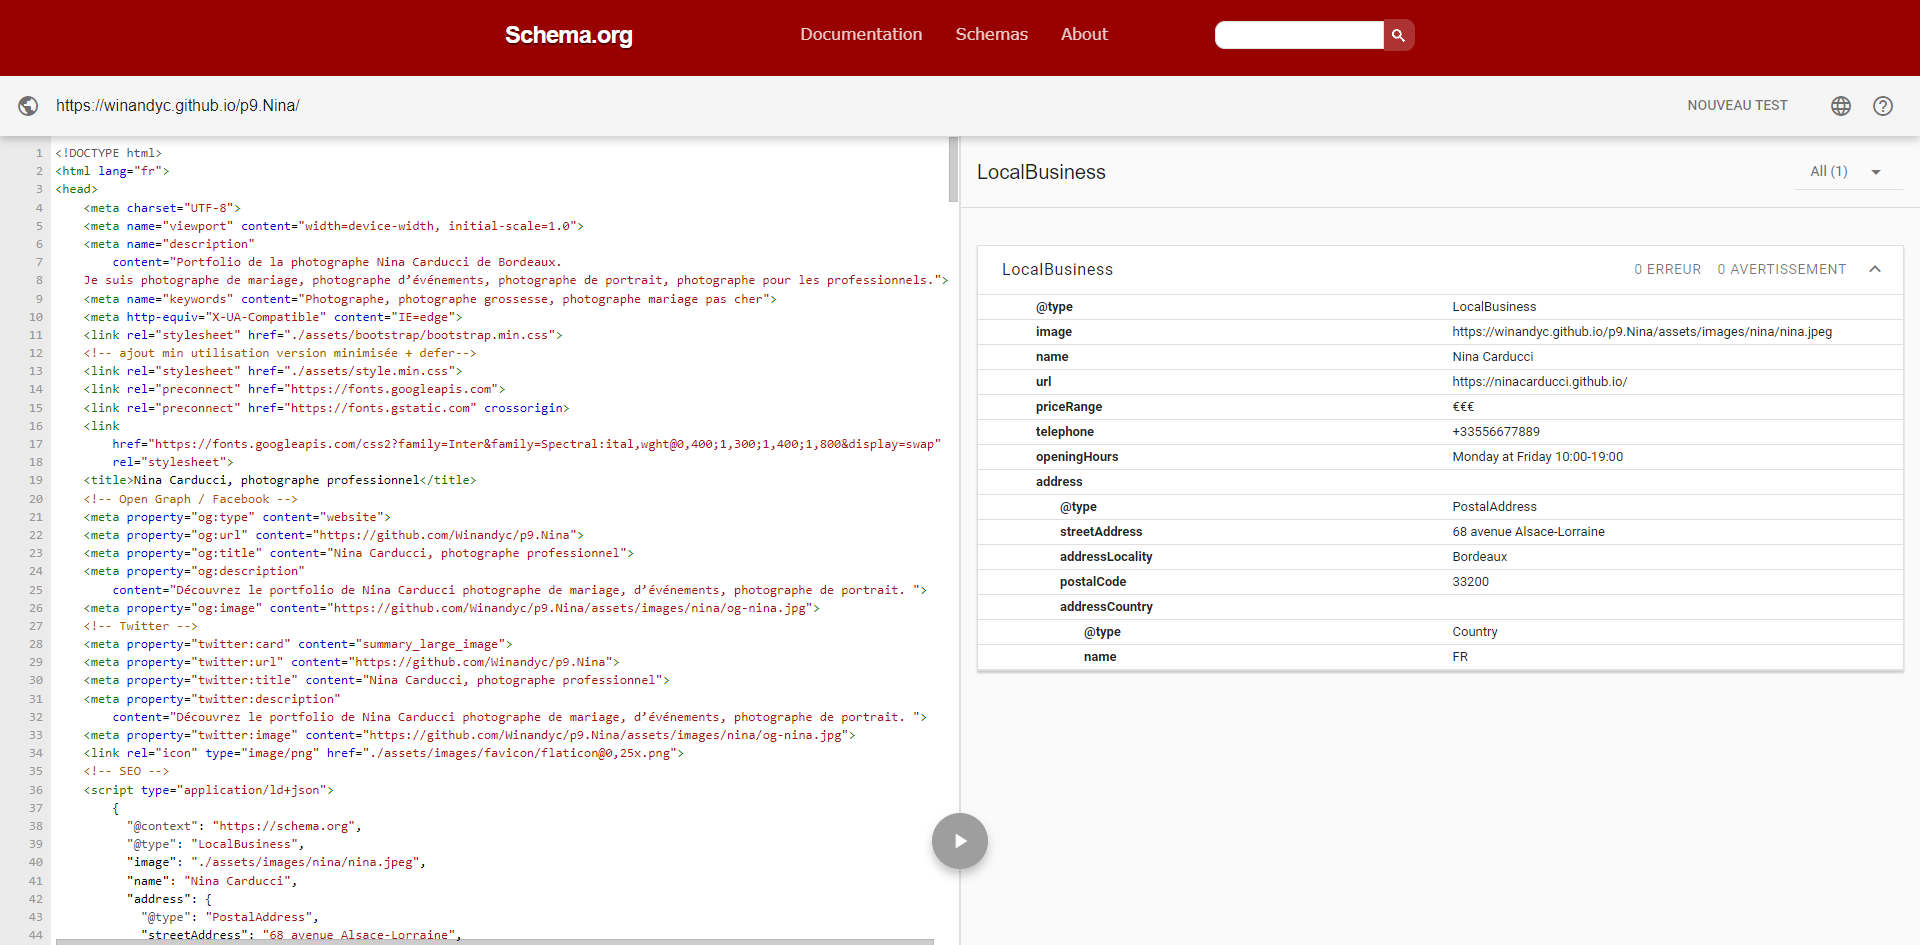 Schema.org
Documentation Schemas About
https://winandyc.github.io/p9.Nina/
NOUVEAU TEST
1 <!DOCTYPE html>
2 <html lang="fr">
3 <head>
4 <meta charset="UTF-8">
5 <meta name="viewport" content="width=device-width, initial-scale=1.0">
6 <meta name="description"
7 content="Portfolio de la photographe Nina Carducci de Bordeaux.
8 Je suis photographe de mariage, photographe d’événements, photographe de portrait, photographe pour les professionnels.">
9 <meta name="keywords" content="Photographe, photographe grossesse, photographe mariage pas cher">
10 <meta http-equiv="X-UA-Compatible" content="IE=edge">
11 <link rel="stylesheet" href="./assets/bootstrap/bootstrap.min.css">
12 <!-- ajout min utilisation version minimisée + defer-->
13 <link rel="stylesheet" href="./assets/style.min.css">
14 <link rel="preconnect" href="https://fonts.googleapis.com">
15 <link rel="preconnect" href="https://fonts.gstatic.com" crossorigin>
16 <link
17 href="https://fonts.googleapis.com/css2?family=Inter&family=Spectral:ital,wght@0,400;1,300;1,400;1,800&display=swap"
18 rel="stylesheet">
19 <title>Nina Carducci, photographe professionnel</title>
20 <!-- Open Graph / Facebook -->
21 <meta property="og:type" content="website">
22 <meta property="og:url" content="https://github.com/Winandyc/p9.Nina">
23 <meta property="og:title" content="Nina Carducci, photographe professionnel">
24 <meta property="og:description"
25 content="Découvrez le portfolio de Nina Carducci photographe de mariage, d’événements, photographe de portrait. ">
26 <meta property="og:image" content="https://github.com/Winandyc/p9.Nina/assets/images/nina/og-nina.jpg">
27 <!-- Twitter -->
28 <meta property="twitter:card" content="summary_large_image">
29 <meta property="twitter:url" content="https://github.com/Winandyc/p9.Nina">
30 <meta property="twitter:title" content="Nina Carducci, photographe professionnel">
31 <meta property="twitter:description"
32 content="Découvrez le portfolio de Nina Carducci photographe de mariage, d’événements, photographe de portrait. ">
33 <meta property="twitter:image" content="https://github.com/Winandyc/p9.Nina/assets/images/nina/og-nina.jpg">
34 <link rel="icon" type="image/png" href="./assets/images/favicon/flaticon@0,25x.png">
35 <!-- SEO -->
36 <script type="application/ld+json">
37 {
38 "@context": "https://schema.org",
39 "@type": "LocalBusiness",
40 "image": "./assets/images/nina/nina.jpeg",
41 "name": "Nina Carducci",
42 "address": {
43 "@type": "PostalAddress",
44 "streetAddress": "68 avenue Alsace-Lorraine",
LocalBusiness All (1)
LocalBusiness 0 ERREUR 0 AVERTISSEMENT
@type LocalBusiness
image https://winandyc.github.io/p9.Nina/assets/images/nina/nina.jpeg
name Nina Carducci
url https://ninacarducci.github.io/
priceRange €€€
telephone +33556677889
openingHours Monday at Friday 10:00-19:00
address
@type PostalAddress
streetAddress 68 avenue Alsace-Lorraine
addressLocality Bordeaux
postalCode 33200
addressCountry
@type Country
name FR